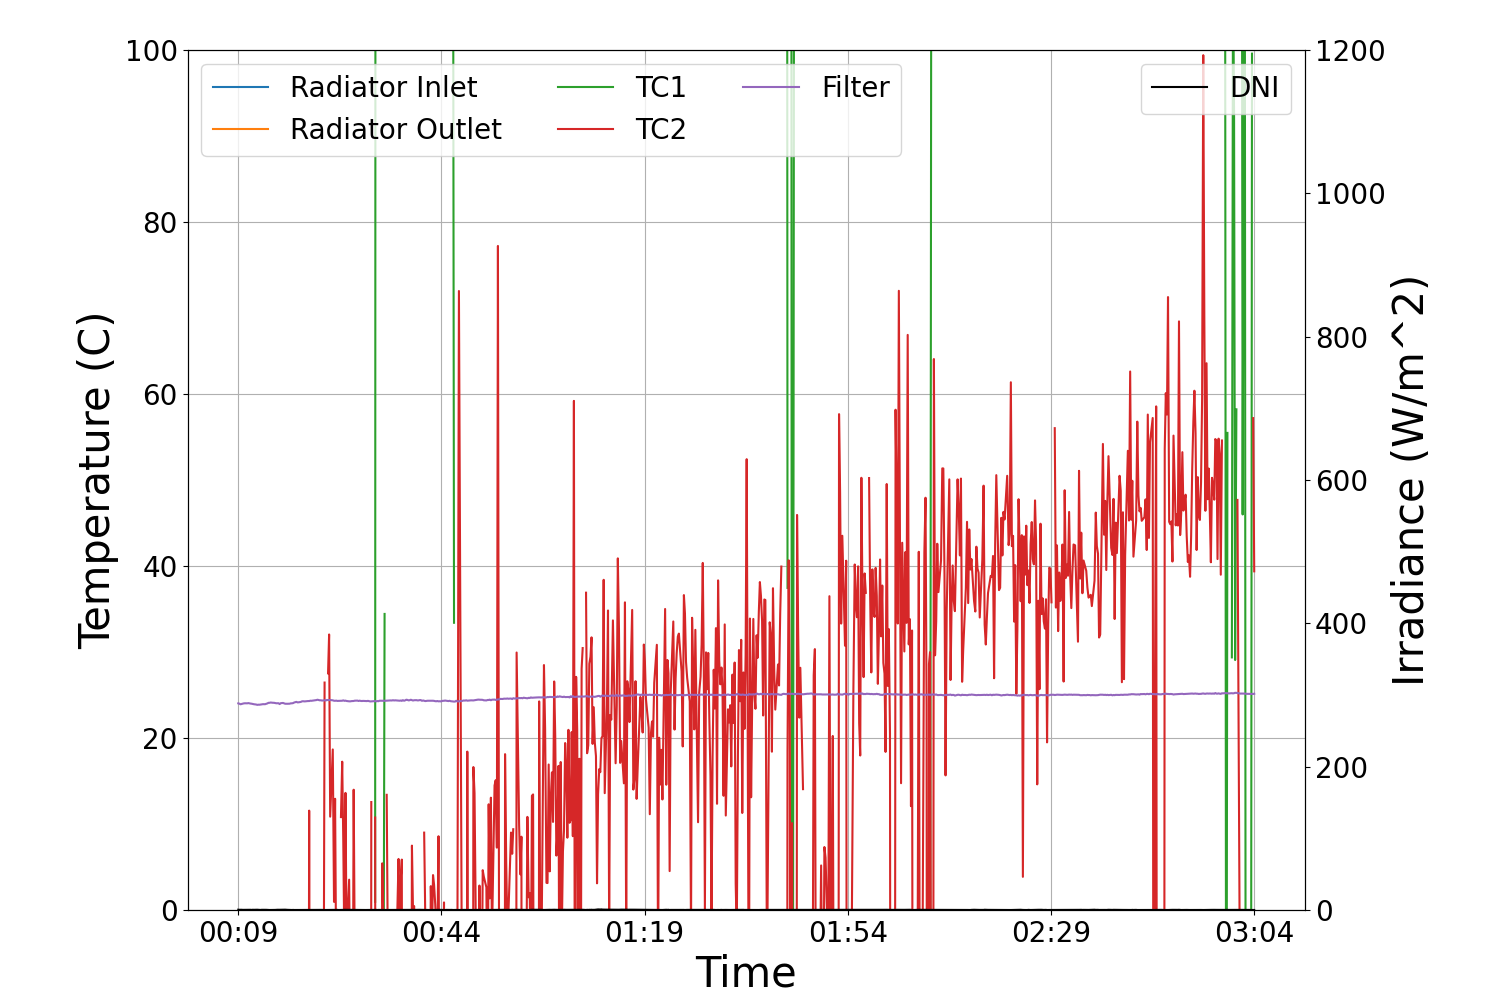 100
80
60
40
20
0
Temperature (C)
Radiator Inlet
Radiator Outlet
TC1
TC2
Filter
DNI
1200
1000
800
600
400
200
0
Irradiance (W/m^2)
00:09
00:44
01:19
01:54
02:29
03:04
Time